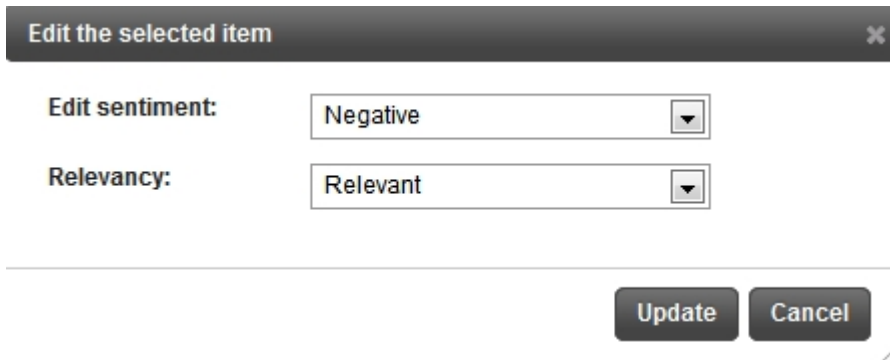 Edit the selected item
Edit sentiment: Negative
Relevancy: Relevant
Update Cancel